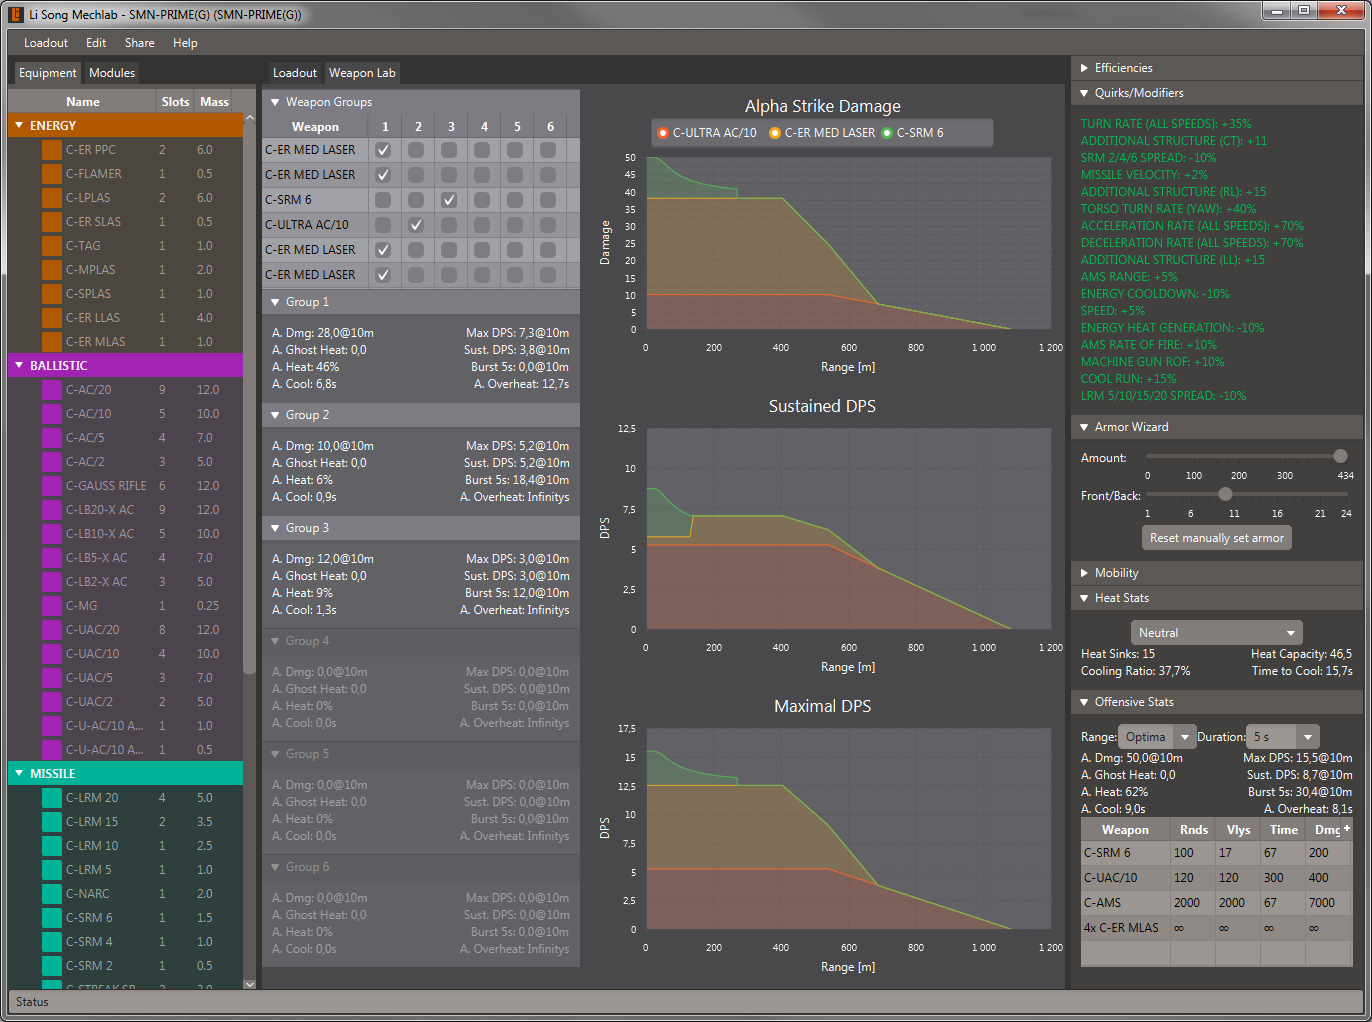 Li Song Mechlab - SMN-PRIME(G) (SMN-PRIME(G))
Loadout Edit Share Help
Equipment Modules
Name Slots Mass
ENERGY
C-ER PPC 2 6.0
C-FLAMER 1 0.5
C-LPLAS 2 6.0
C-ER SLAS 1 0.5
C-TAG 1 1.0
C-MPLAS 1 2.0
C-SPLAS 1 1.0
C-ER LLAS 1 4.0
C-ER MLAS 1 1.0
BALLISTIC
C-AC/20 9 12.0
C-AC/10 5 10.0
C-AC/5 4 7.0
C-AC/2 3 5.0
C-GAUSS RIFLE 6 12.0
C-LB20-X AC 9 12.0
C-LB10-X AC 5 10.0
C-LB5-X AC 4 7.0
C-LB2-X AC 3 5.0
C-MG 1 0.25
C-UAC/20 8 12.0
C-UAC/10 4 10.0
C-UAC/5 3 7.0
C-UAC/2 2 5.0
C-U-AC/10 A... 1 1.0
C-U-AC/10 A... 1 0.5
MISSILE
C-LRM 20 4 5.0
C-LRM 15 2 3.5
C-LRM 10 1 2.5
C-LRM 5 1 1.0
C-NARC 1 2.0
C-SRM 6 1 1.5
C-SRM 4 1 1.0
C-SRM 2 1 0.5
Status
Loadout Weapon Lab
Weapon Groups
Weapon 1 2 3 4 5 6
C-ER MED LASER
C-ER MED LASER
C-SRM 6
C-ULTRA AC/10
C-ER MED LASER
C-ER MED LASER
Group 1
A. Dmg: 28,0@10m Max DPS: 7,3@10m
A. Ghost Heat: 0,0 Sust. DPS: 3,8@10m
A. Heat: 46% Burst 5s: 0,0@10m
A. Cool: 6,8s A. Overheat: 12,7s
Group 2
A. Dmg: 10,0@10m Max DPS: 5,2@10m
A. Ghost Heat: 0,0 Sust. DPS: 5,2@10m
A. Heat: 6% Burst 5s: 18,4@10m
A. Cool: 0,9s A. Overheat: Infinitys
Group 3
A. Dmg: 12,0@10m Max DPS: 3,0@10m
A. Ghost Heat: 0,0 Sust. DPS: 3,0@10m
A. Heat: 9% Burst 5s: 12,0@10m
A. Cool: 1,3s A. Overheat: Infinitys
Group 4
A. Dmg: 0,0@10m Max DPS: 0,0@10m
A. Ghost Heat: 0,0 Sust. DPS: 0,0@10m
A. Heat: 0% Burst 5s: 0,0@10m
A. Cool: 0,0s A. Overheat: Infinitys
Group 5
A. Dmg: 0,0@10m Max DPS: 0,0@10m
A. Ghost Heat: 0,0 Sust. DPS: 0,0@10m
A. Heat: 0% Burst 5s: 0,0@10m
A. Cool: 0,0s A. Overheat: Infinitys
Group 6
A. Dmg: 0,0@10m Max DPS: 0,0@10m
A. Ghost Heat: 0,0 Sust. DPS: 0,0@10m
A. Heat: 0% Burst 5s: 0,0@10m
A. Cool: 0,0s A. Overheat: Infinitys
Alpha Strike Damage
C-ULTRA AC/10 C-ER MED LASER C-SRM 6
Damage
50
45
40
35
30
25
20
15
10
5
0
0 200 400 600 800 1 000 1 200
Range [m]
Sustained DPS
DPS
12,5
10
7,5
5
2,5
0
0 200 400 600 800 1 000 1 200
Range [m]
Maximal DPS
DPS
17,5
15
12,5
10
7,5
5
2,5
0
0 200 400 600 800 1 000 1 200
Range [m]
Efficiencies
Quirks/Modifiers
TURN RATE (ALL SPEEDS): +35%
ADDITIONAL STRUCTURE (CT): +11
SRM 2/4/6 SPREAD: -10%
MISSILE VELOCITY: +2%
ADDITIONAL STRUCTURE (RL): +15
TORSO TURN RATE (YAW): +40%
ACCELERATION RATE (ALL SPEEDS): +70%
DECELERATION RATE (ALL SPEEDS): +70%
ADDITIONAL STRUCTURE (LL): +15
AMS RANGE: +5%
ENERGY COOLDOWN: -10%
SPEED: +5%
ENERGY HEAT GENERATION: -10%
AMS RATE OF FIRE: +10%
MACHINE GUN ROF: +10%
COOL RUN: +15%
LRM 5/10/15/20 SPREAD: -10%
Armor Wizard
Amount:
0 100 200 300 434
Front/Back:
1 6 11 16 21 24
Reset manually set armor
Mobility
Heat Stats
Neutral
Heat Sinks: 15 Heat Capacity: 46,5
Cooling Ratio: 37,7% Time to Cool: 15,7s
Offensive Stats
Range: Optima Duration: 5 s
A. Dmg: 50,0@10m Max DPS: 15,5@10m
A. Ghost Heat: 0,0 Sust. DPS: 8,7@10m
A. Heat: 62% Burst 5s: 30,4@10m
A. Cool: 9,0s A. Overheat: 8,1s
Weapon Rnds Vlys Time Dmg +
C-SRM 6 100 17 67 200
C-UAC/10 120 120 300 400
C-AMS 2000 2000 67 7000
4x C-ER MLAS ∞ ∞ ∞ ∞